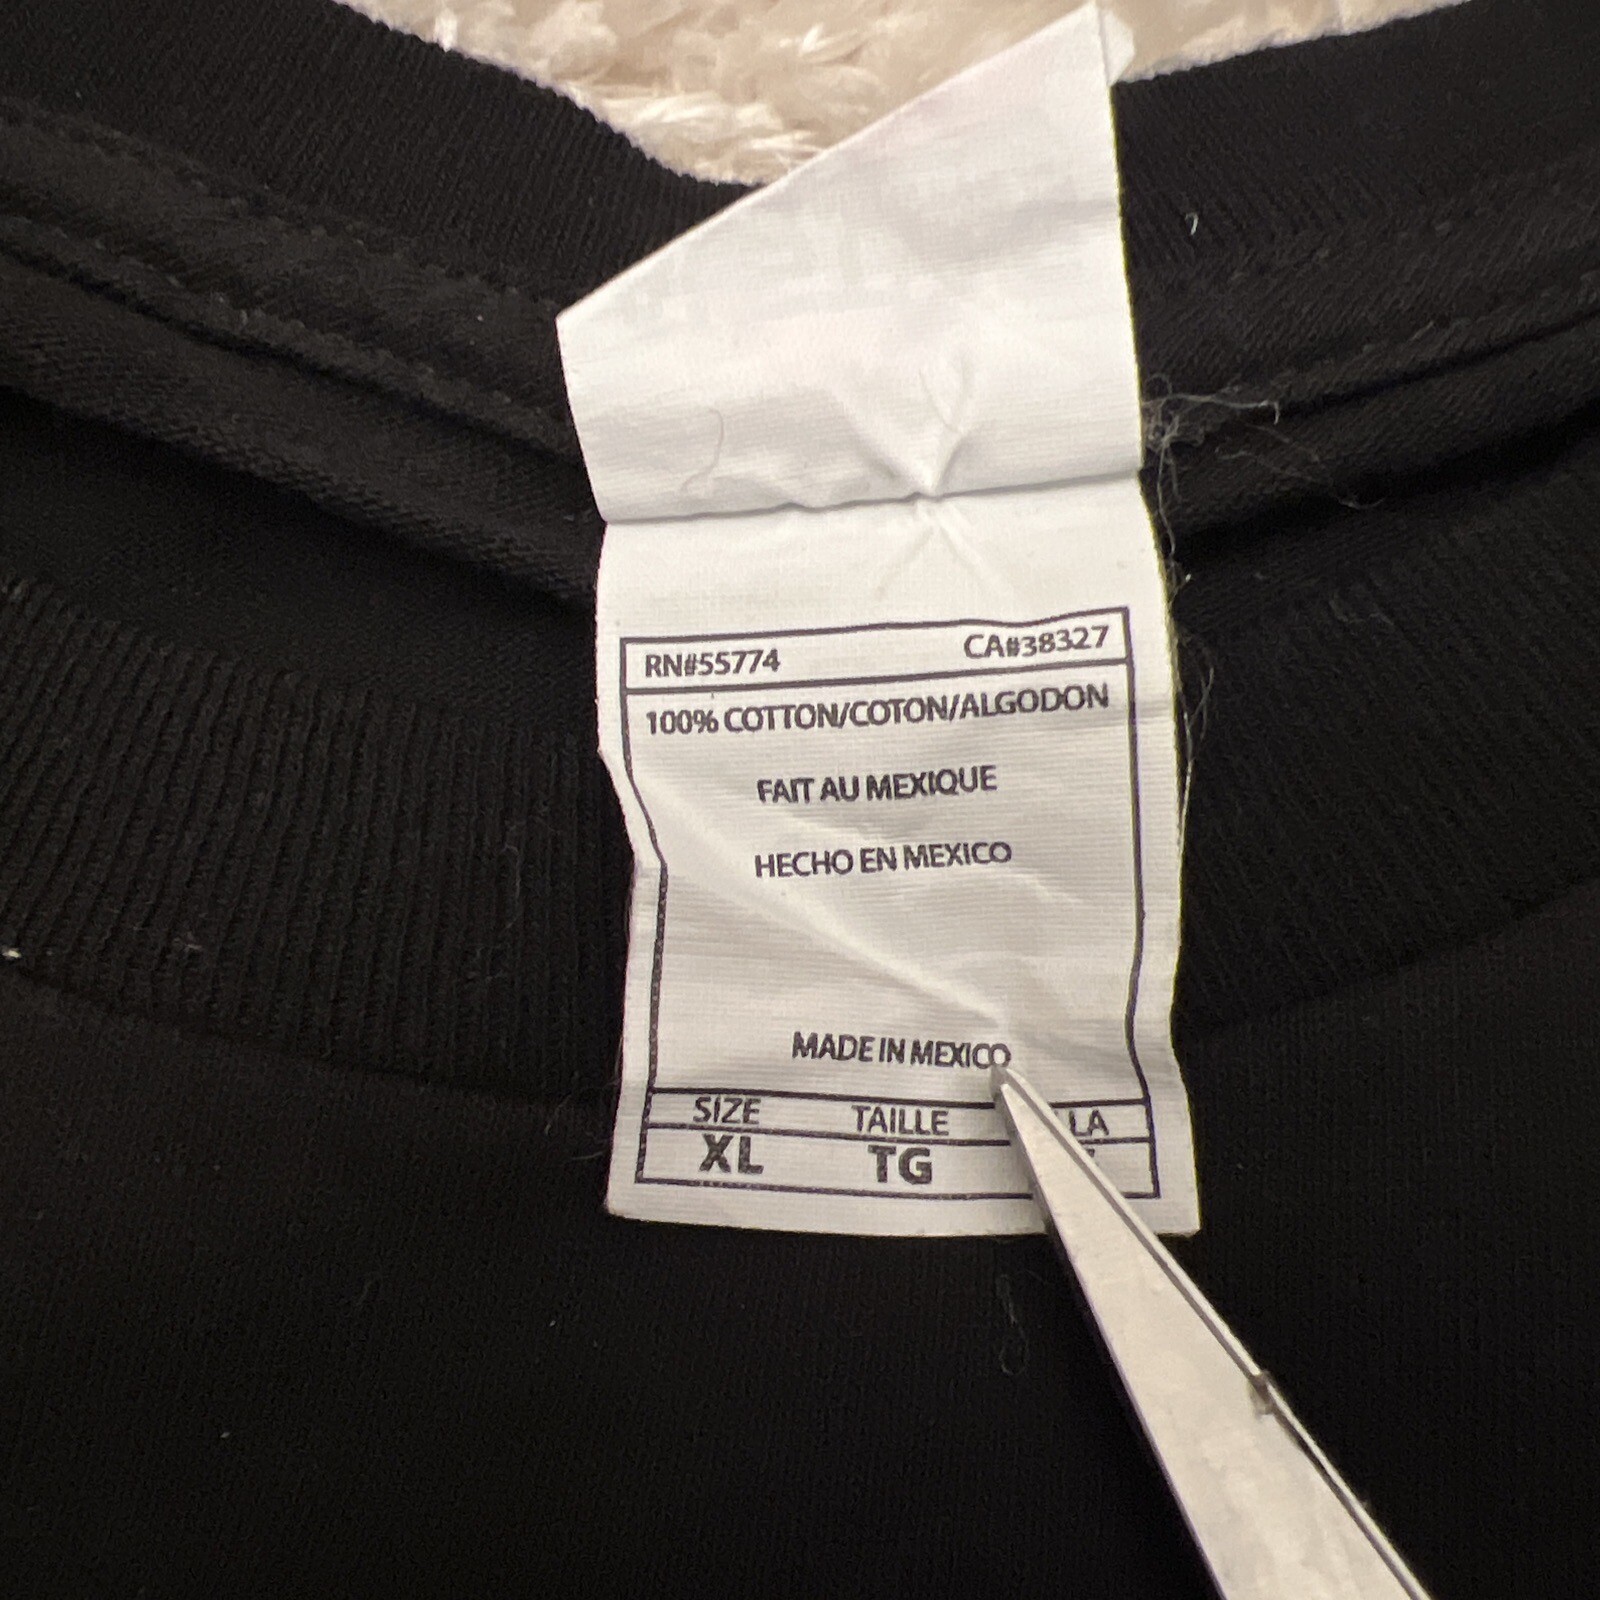 RN#55774 CA#38327
100% COTTON/COTON/ALGODON
FAIT AU MEXIQUE
HECHO EN MEXICO
MADE IN MEXICO
SIZE TAILLE LLA
XL TG